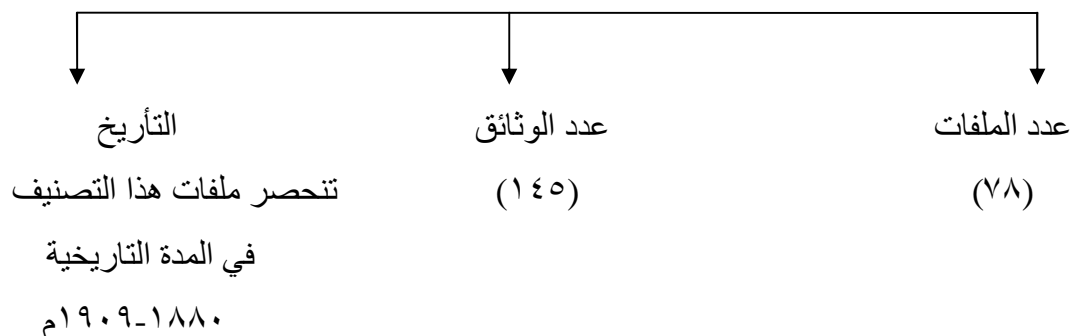 عدد الملفات
(٧٨)
عدد الوثائق
(١٤٥)
التأريخ
تنحصر ملفات هذا التصنيف
في المدة التاريخية
١٨٨٠-١٩٠٩م